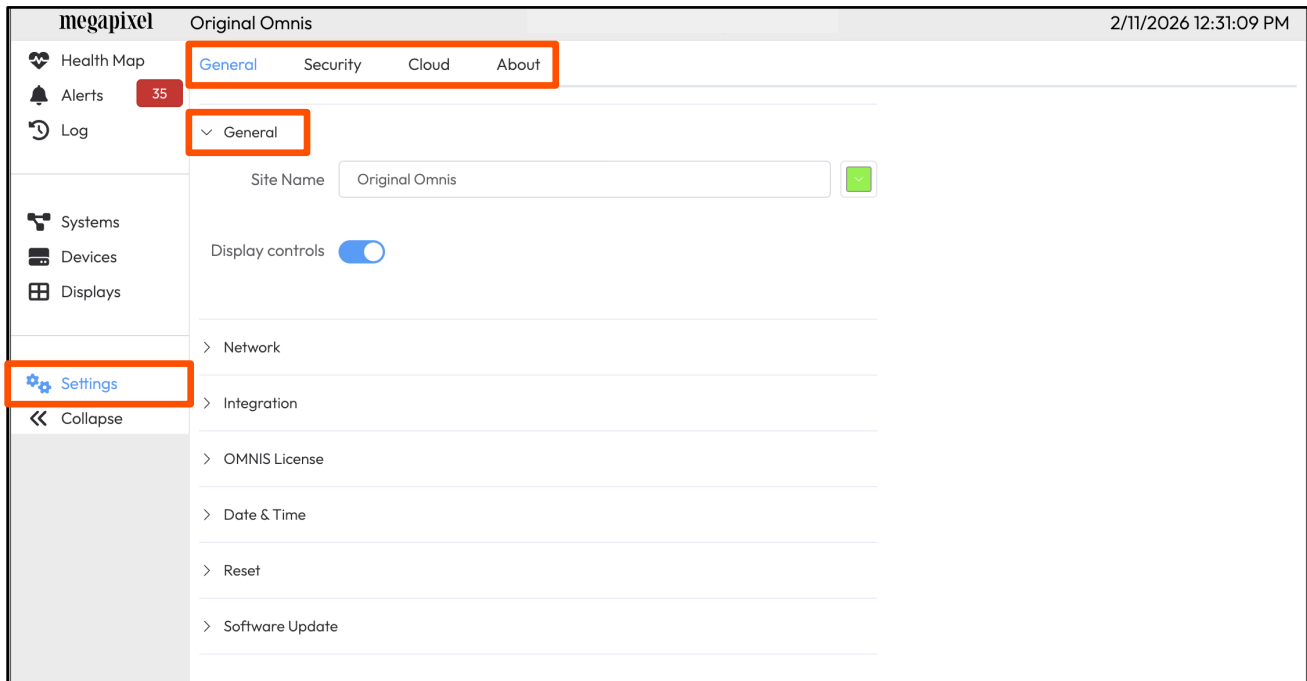 megapixel
Original Omnis
2/11/2026 12:31:09 PM
Health Map
Alerts 35
Log
Systems
Devices
Displays
Settings
Collapse
General Security Cloud About
General
Site Name Original Omnis
Display controls
Network
Integration
OMNIS License
Date & Time
Reset
Software Update